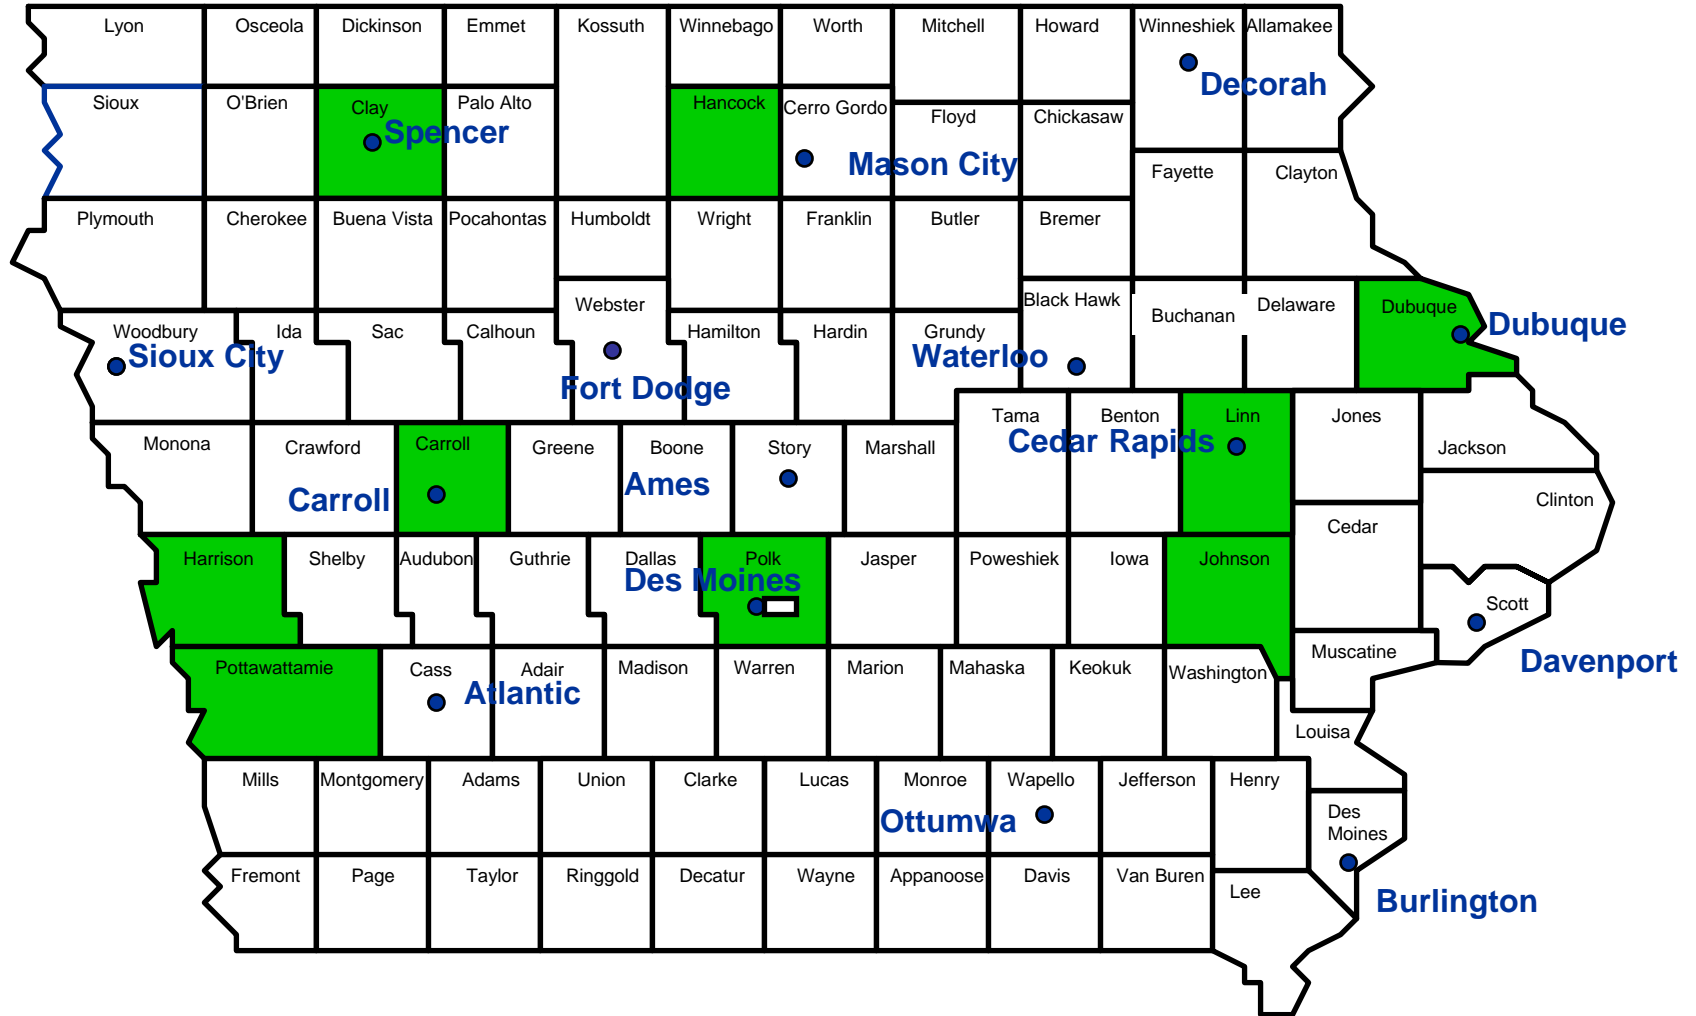 Lyon
Osceola
Dickinson
Emmet
Kossuth
Winnebago
Worth
Mitchell
Howard
Winneshiek
Allamakee
Decorah
Sioux
O'Brien
Clay
Palo Alto
Hancock
Cerro Gordo
Floyd
Chickasaw
Spencer
Mason City
Fayette
Clayton
Plymouth
Cherokee
Buena Vista
Pocahontas
Humboldt
Wright
Franklin
Butler
Bremer
Webster
Black Hawk
Buchanan
Delaware
Dubuque
Dubuque
Woodbury
Ida
Sac
Calhoun
Hamilton
Hardin
Grundy
Sioux City
Waterloo
Fort Dodge
Tama
Benton
Linn
Jones
Monona
Crawford
Carroll
Greene
Boone
Story
Marshall
Cedar Rapids
Jackson
Carroll
Ames
Clinton
Cedar
Harrison
Shelby
Audubon
Guthrie
Dallas
Polk
Jasper
Poweshiek
Iowa
Johnson
Des Moines
Scott
Muscatine
Davenport
Pottawattamie
Cass
Adair
Madison
Warren
Marion
Mahaska
Keokuk
Washington
Atlantic
Louisa
Mills
Montgomery
Adams
Union
Clarke
Lucas
Monroe
Wapello
Jefferson
Henry
Ottumwa
Des
Moines
Fremont
Page
Taylor
Ringgold
Decatur
Wayne
Appanoose
Davis
Van Buren
Lee
Burlington